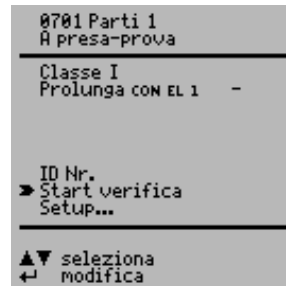 0701 Parti 1
A presa-prova
Classe I
Prolunga CON EL 1 -
ID Nr.
Start verifica
Setup...
▲▼ seleziona
↵ modifica